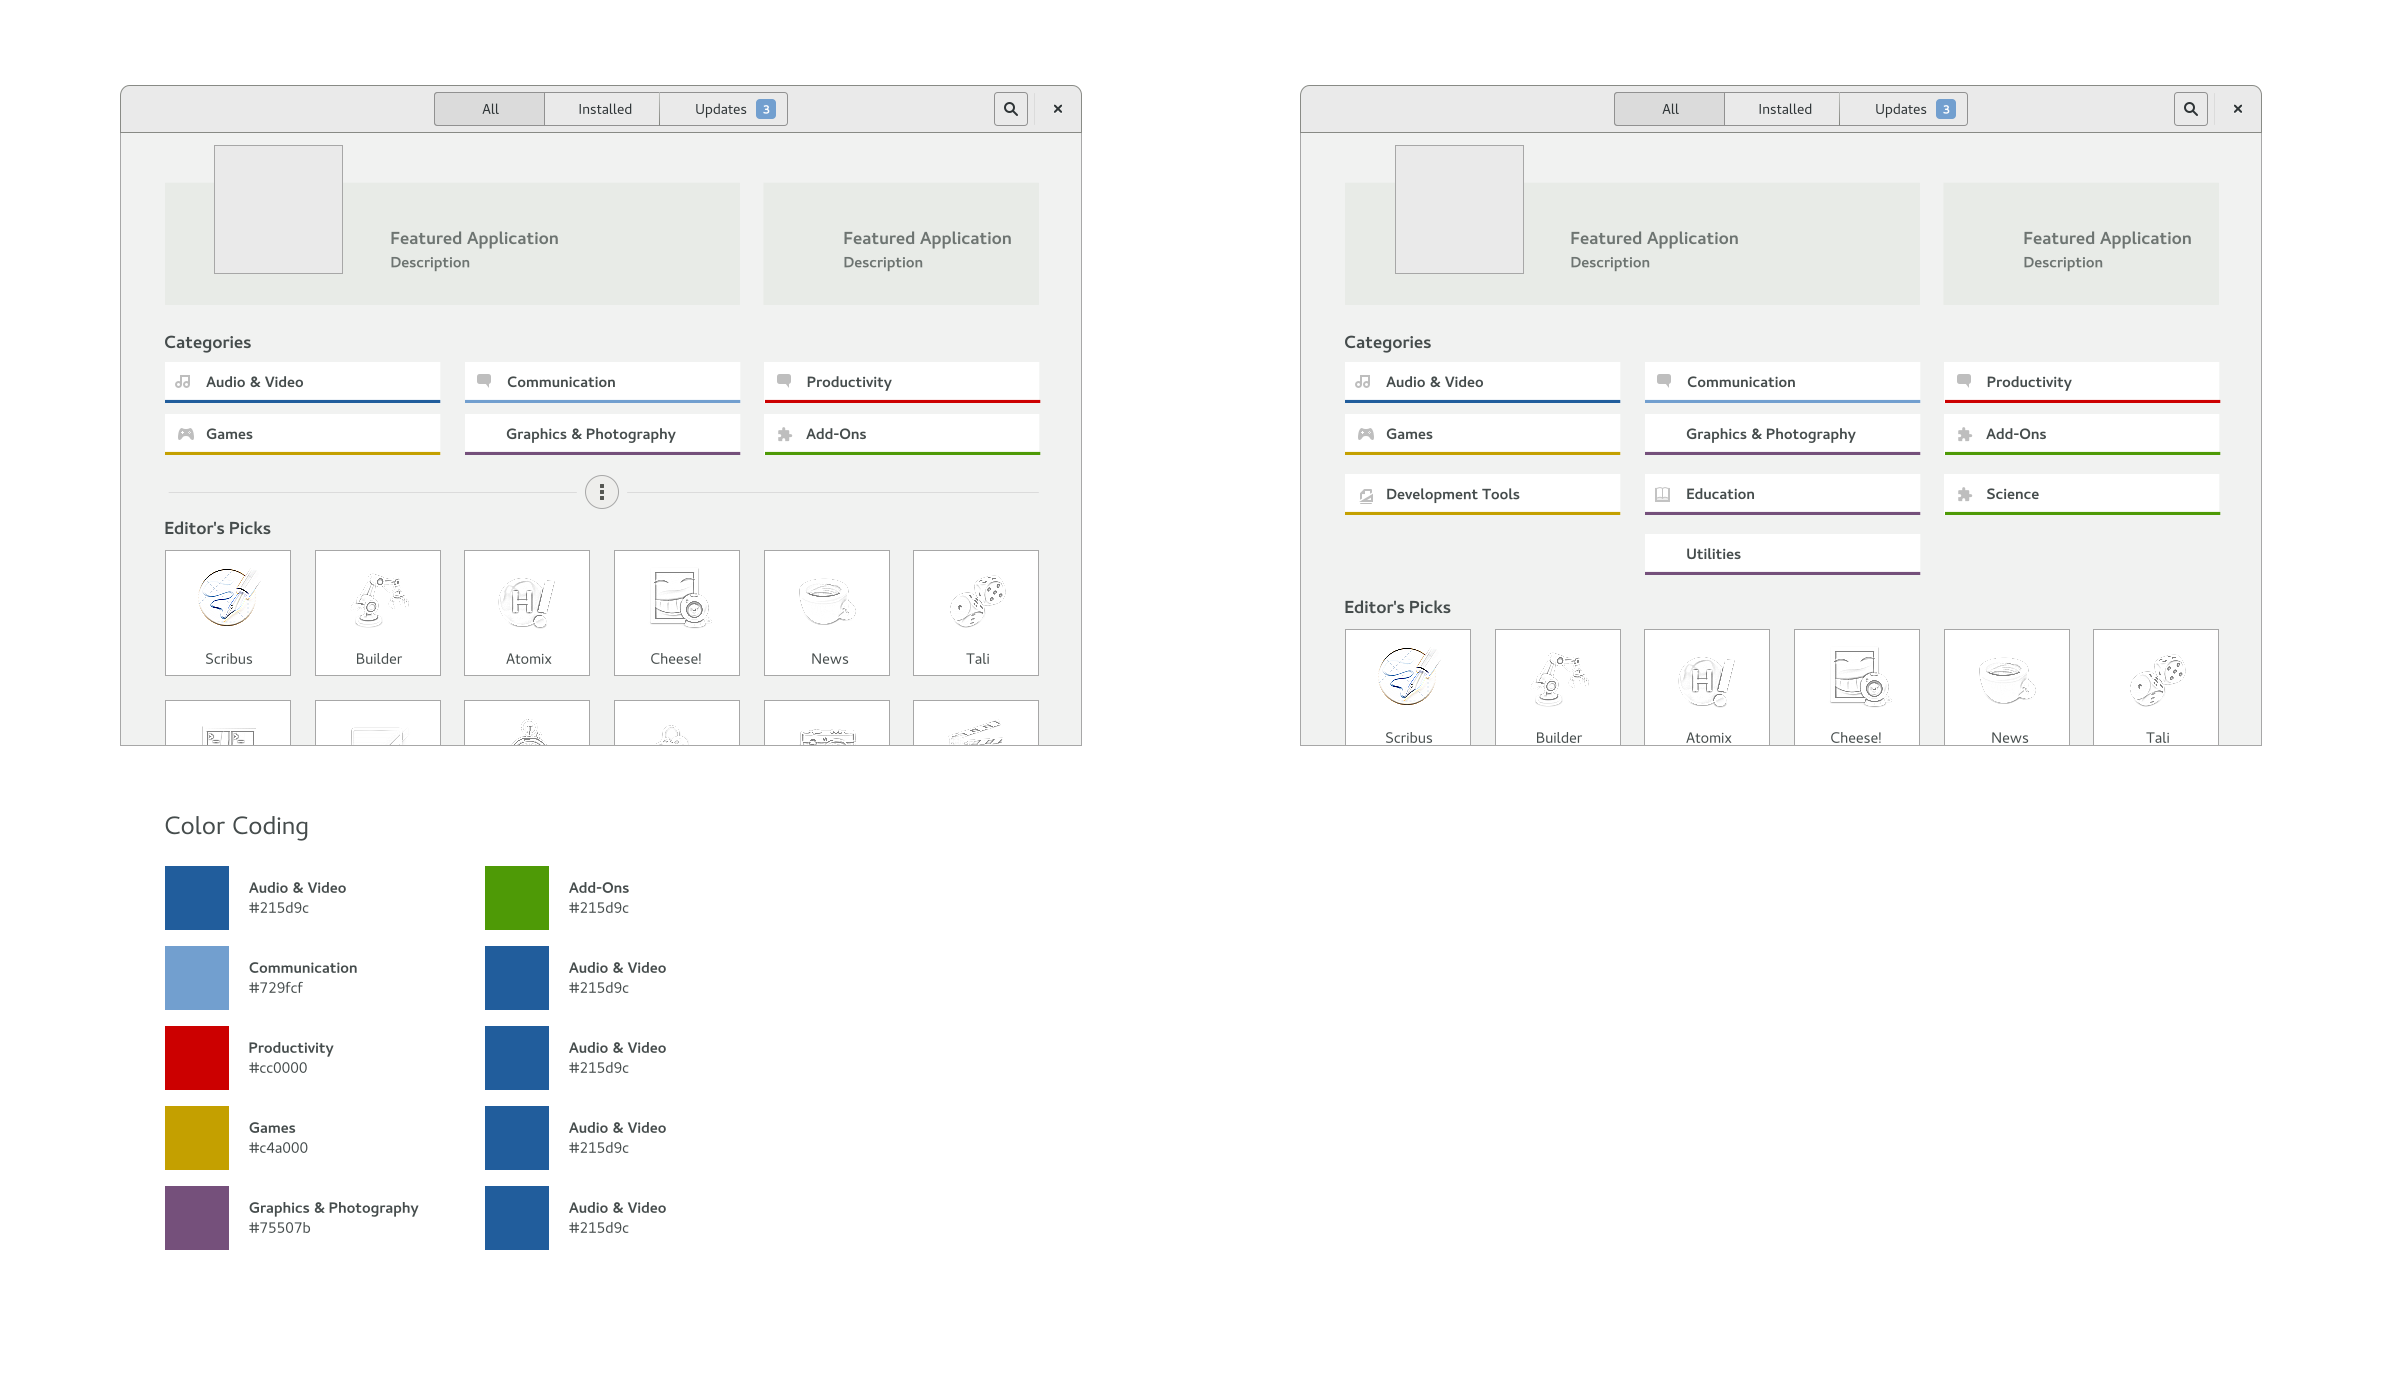 All Installed Updates 3
Featured Application Featured Application
Description Description
Categories
Audio & Video Communication Productivity
Games Graphics & Photography Add-Ons
Editor's Picks
Scribus Builder Atomix Cheese! News Tali
All Installed Updates 3
Featured Application Featured Application
Description Description
Categories
Audio & Video Communication Productivity
Games Graphics & Photography Add-Ons
Development Tools Education Science
Utilities
Editor's Picks
Scribus Builder Atomix Cheese! News Tali
Color Coding
Audio & Video
#215d9c
Communication
#729fcf
Productivity
#cc0000
Games
#c4a000
Graphics & Photography
#75507b
Add-Ons
#215d9c
Audio & Video
#215d9c
Audio & Video
#215d9c
Audio & Video
#215d9c
Audio & Video
#215d9c